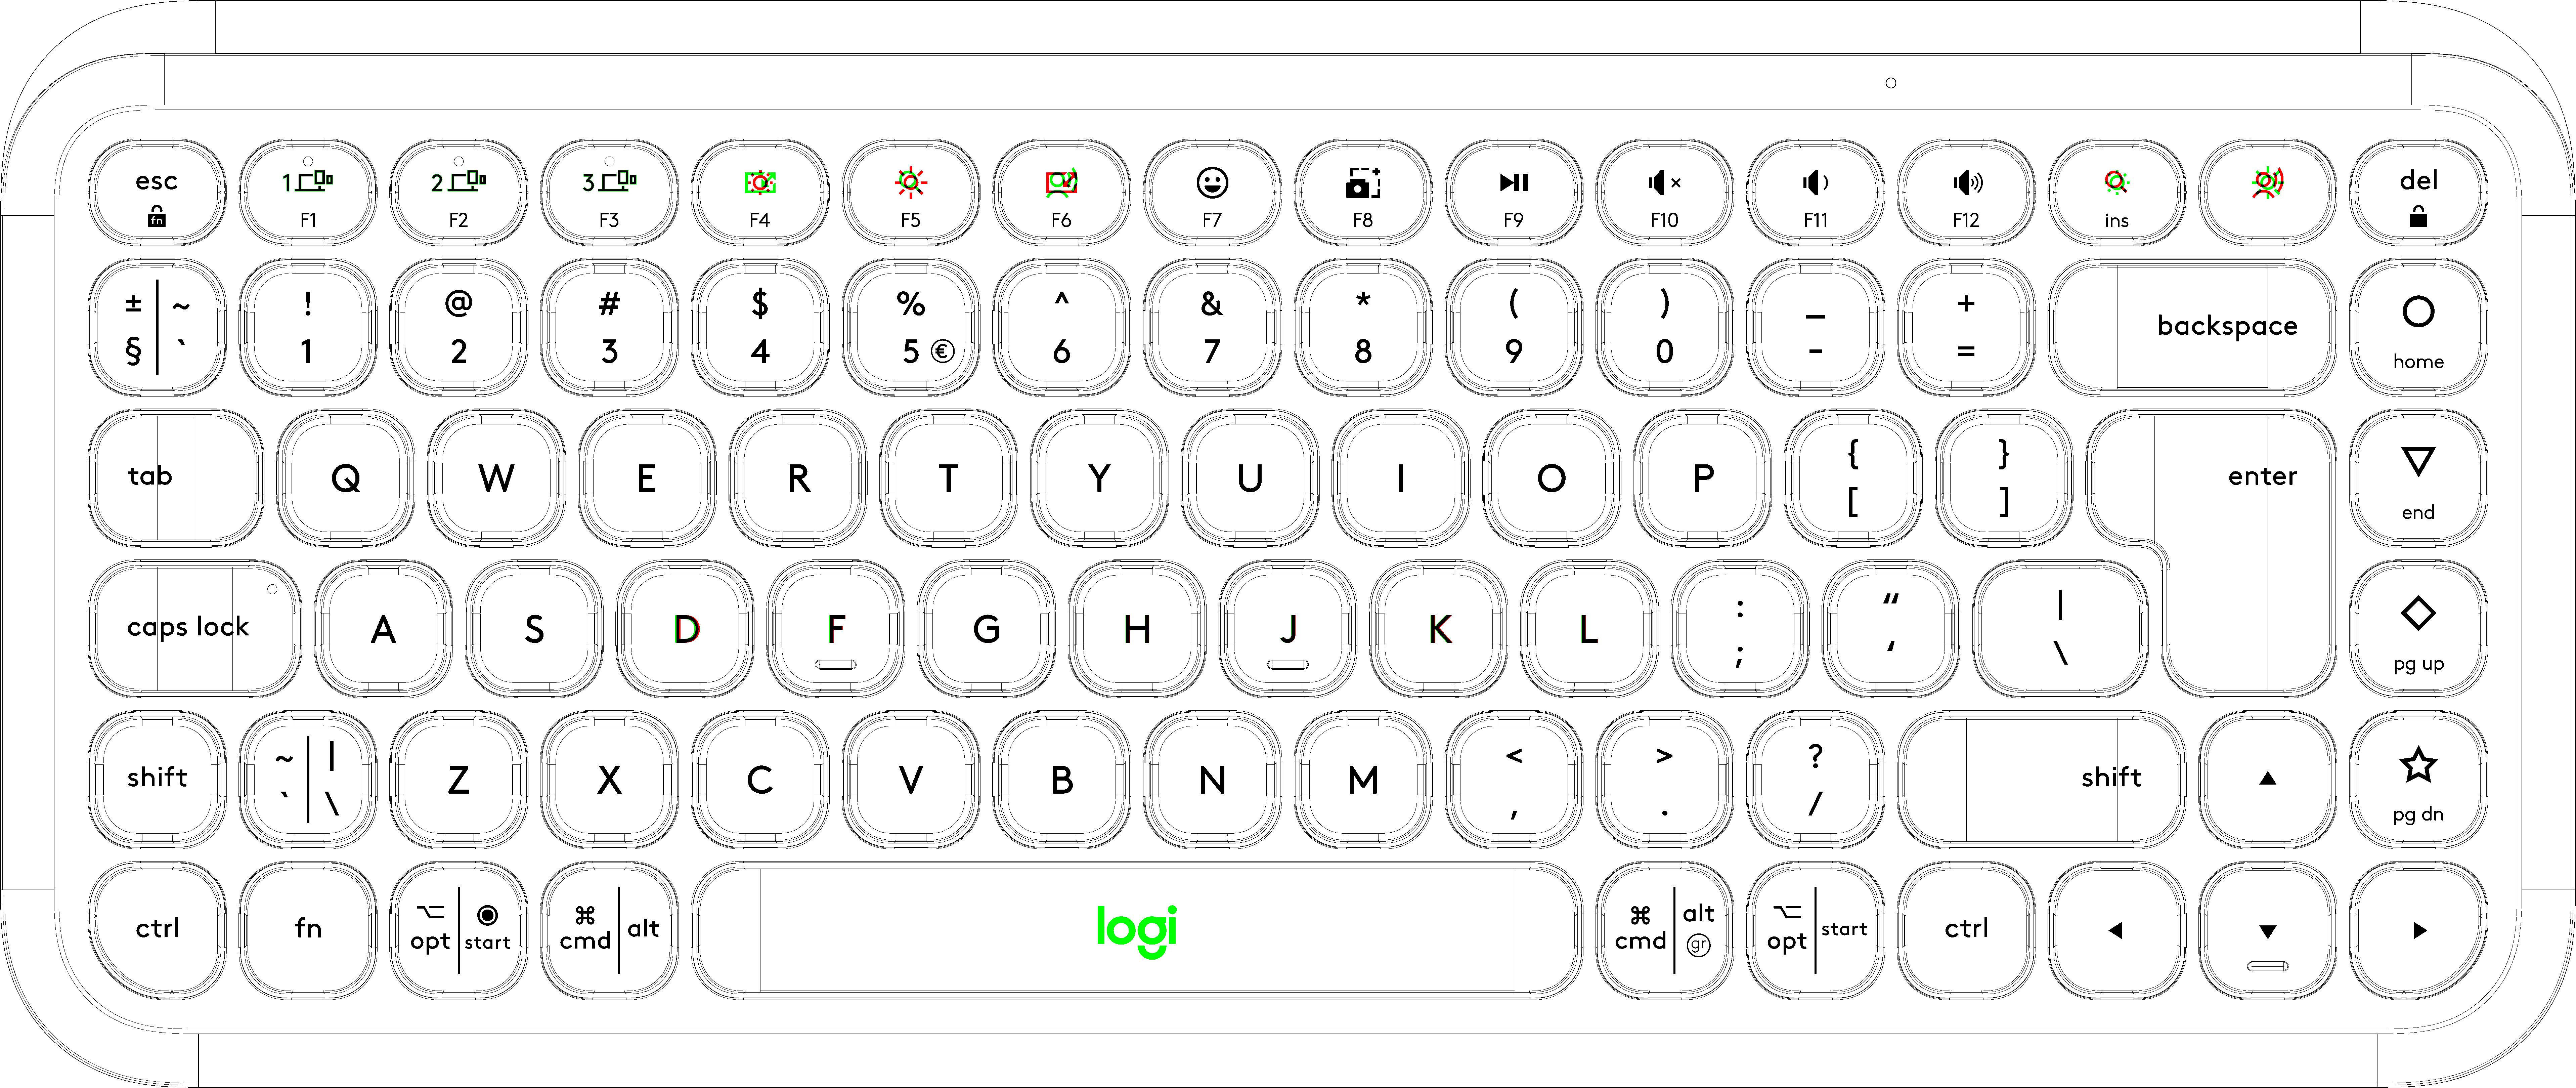 esc 1 2 3 del
fn F1 F2 F3 F4 F5 F6 F7 F8 F9 F10 F11 F12 ins
± ~ ! @ # $ % ^ & * ( ) _ + backspace
§ ` 1 2 3 4 5 € 6 7 8 9 0 - = home
tab Q W E R T Y U I O P { } enter
[ ] end
caps lock A S D F G H J K L : “ |
; ‘ \ pg up
shift ~ | Z X C V B N M < > ? shift
` \ , . / pg dn
ctrl fn ⌥ ⌘ logi ⌘ alt ⌥ ctrl
opt start cmd alt cmd gr opt start